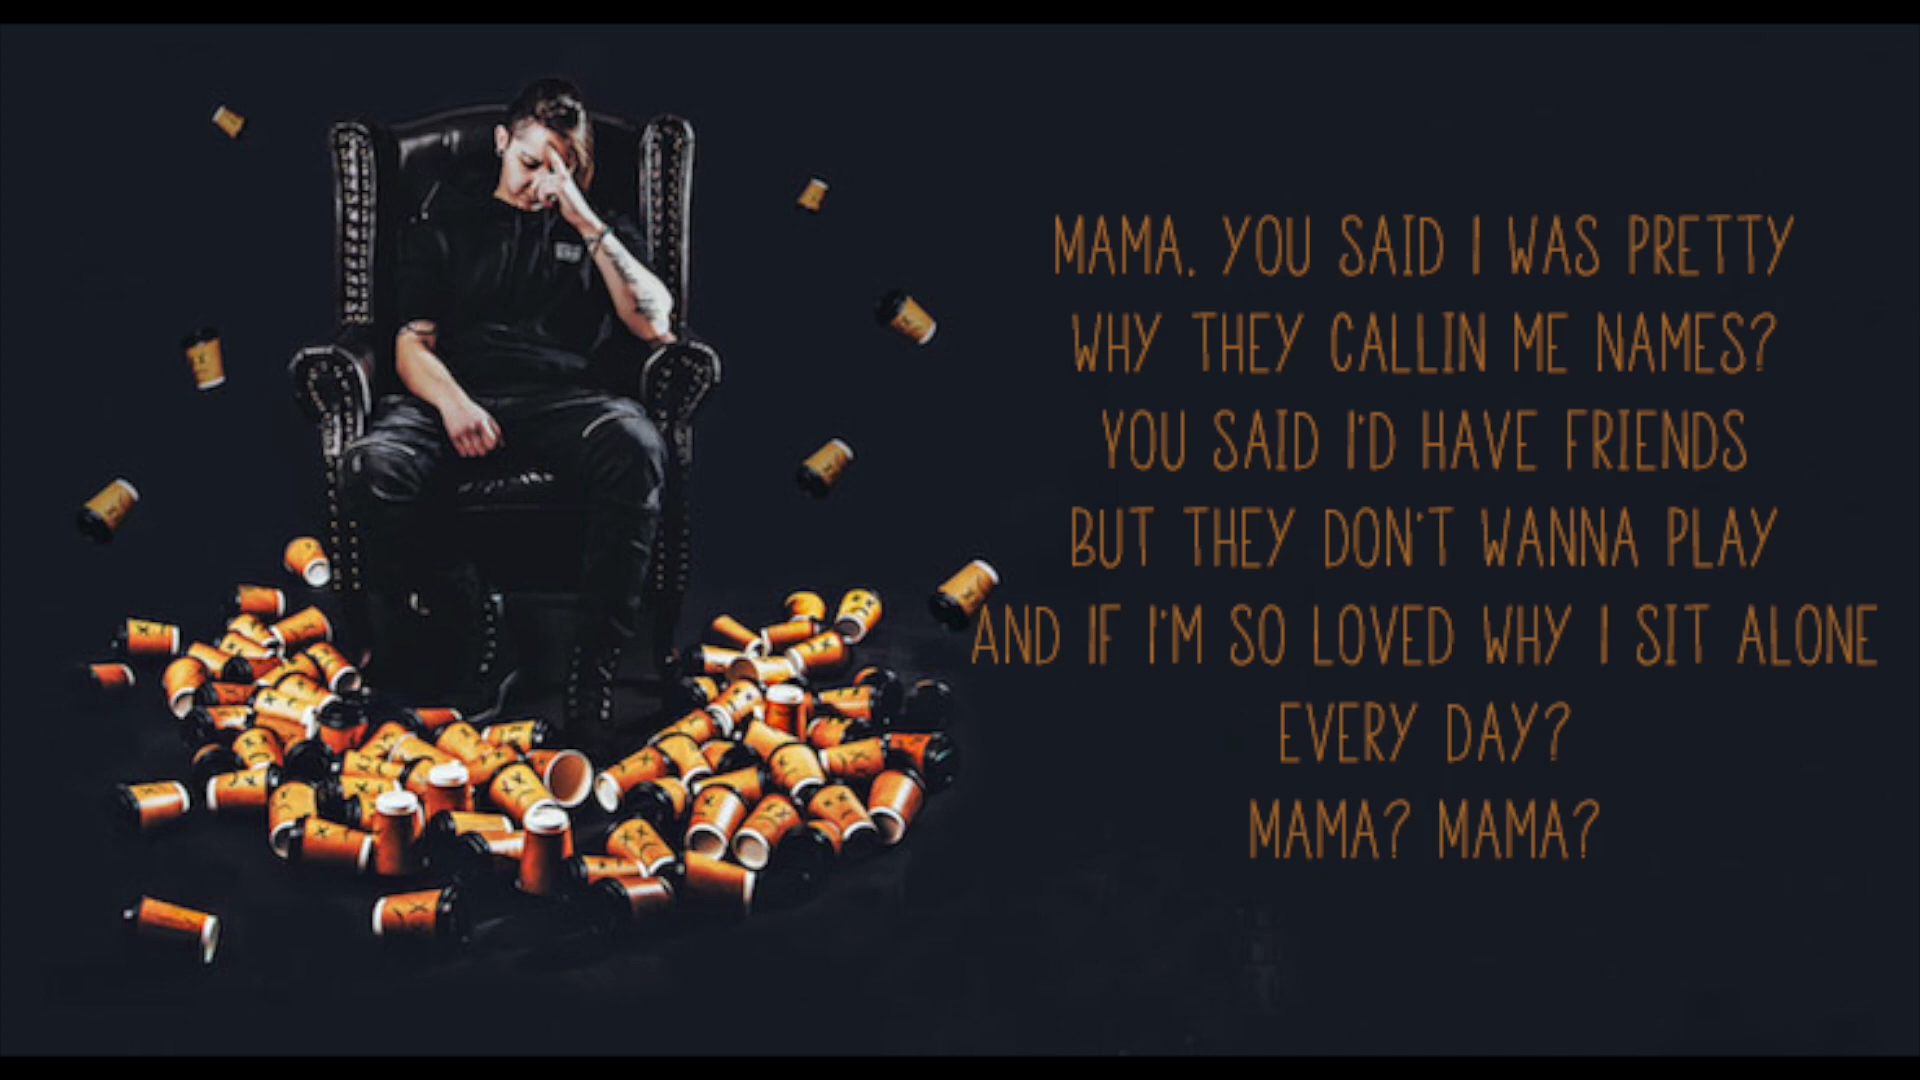 MAMA, YOU SAID I WAS PRETTY
WHY THEY CALLIN ME NAMES?
YOU SAID I'D HAVE FRIENDS
BUT THEY DON'T WANNA PLAY
AND IF I'M SO LOVED WHY I SIT ALONE
EVERY DAY?
MAMA? MAMA?